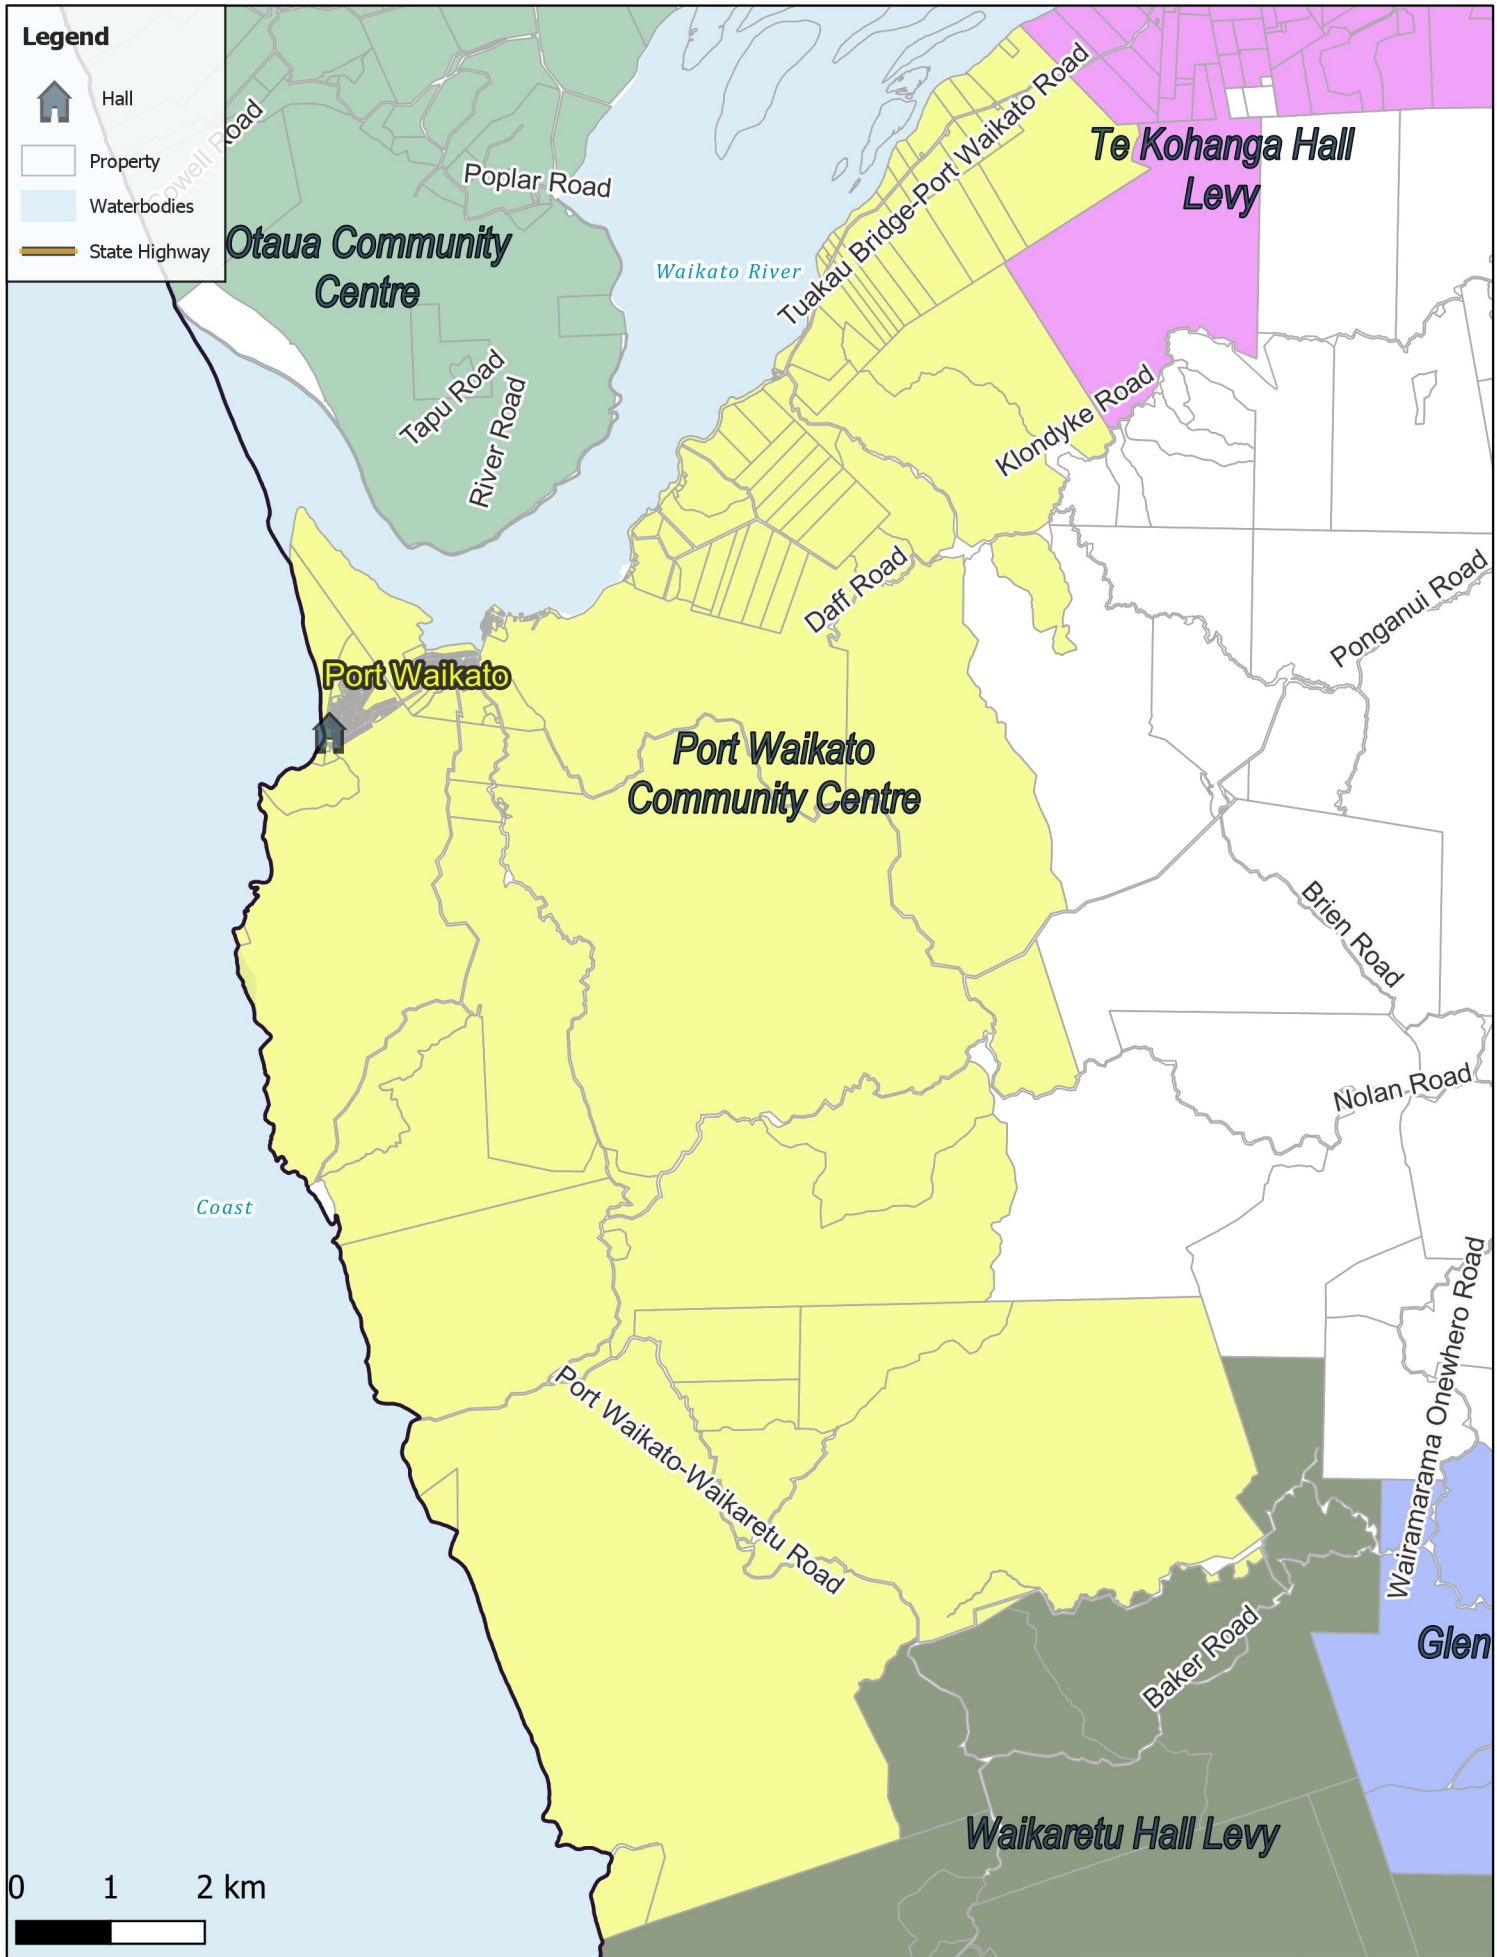 Legend
Hall
Property
Waterbodies
State Highway
Cowell Road
Poplar Road
Otaua Community
Centre
Waikato River
Tuakau Bridge-Port Waikato Road
Te Kohanga Hall
Levy
Tapu Road
River Road
Klondyke Road
Daff Road
Ponganui Road
Port Waikato
Port Waikato
Community Centre
Brien Road
Nolan Road
Coast
Wairamarama Onewhero Road
Port Waikato-Waikaretu Road
Baker Road
Glen
Waikaretu Hall Levy
0 1 2 km